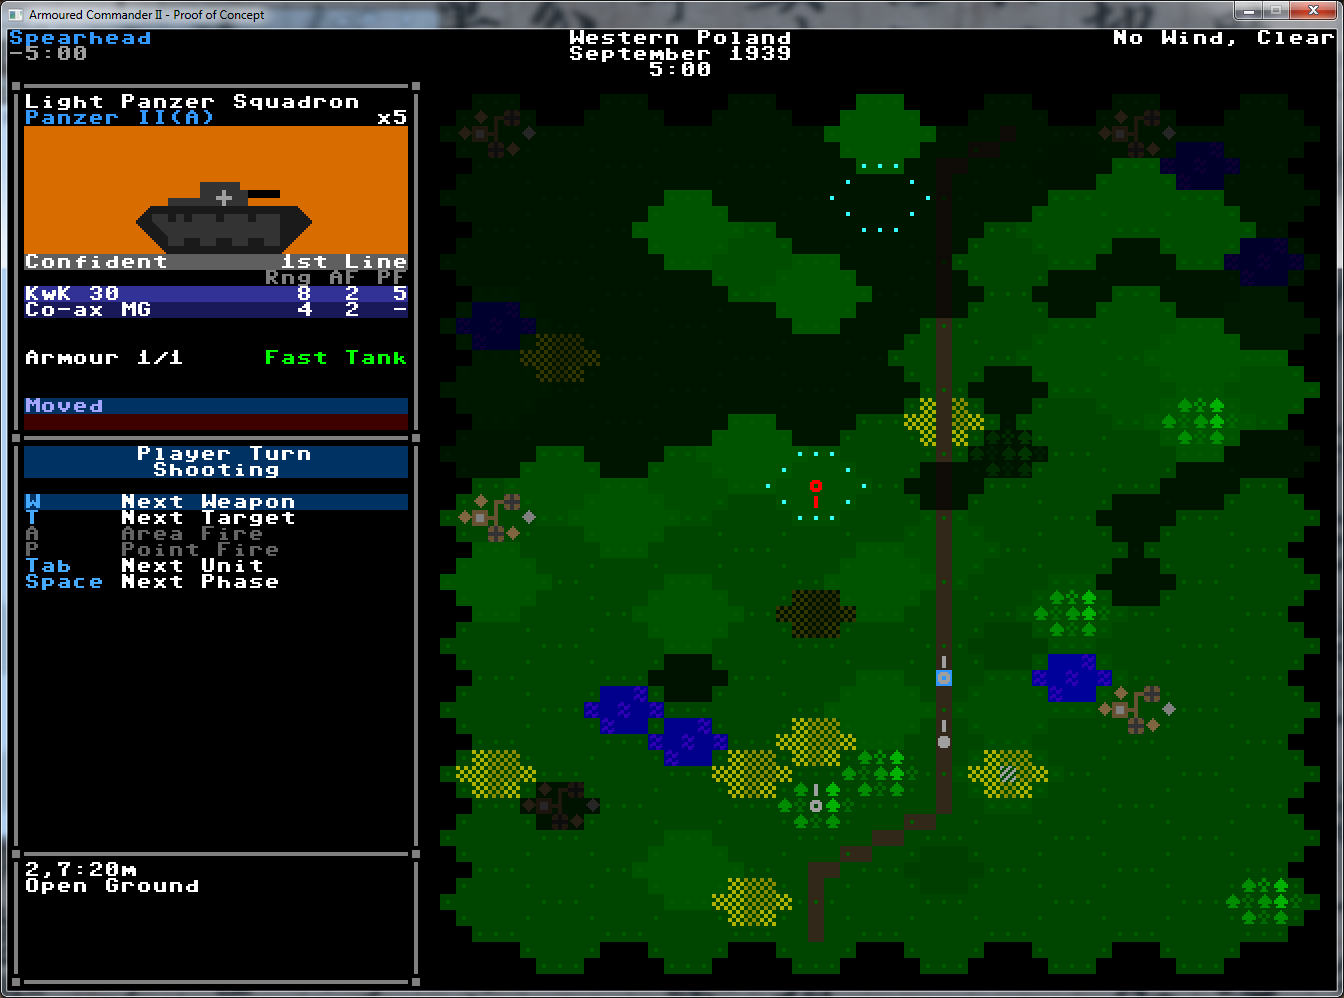 Armoured Commander II - Proof of Concept
Spearhead
-5:00
Western Poland
September 1939
5:00
No Wind, Clear
Light Panzer Squadron
Panzer II(A) x5
Confident 1st Line
Rng AF PF
KwK 30 8 2 5
Co-ax MG 4 2 -
Armour 1/1 Fast Tank
Moved
Player Turn
Shooting
W Next Weapon
T Next Target
A Area Fire
P Point Fire
Tab Next Unit
Space Next Phase
2,7:20m
Open Ground